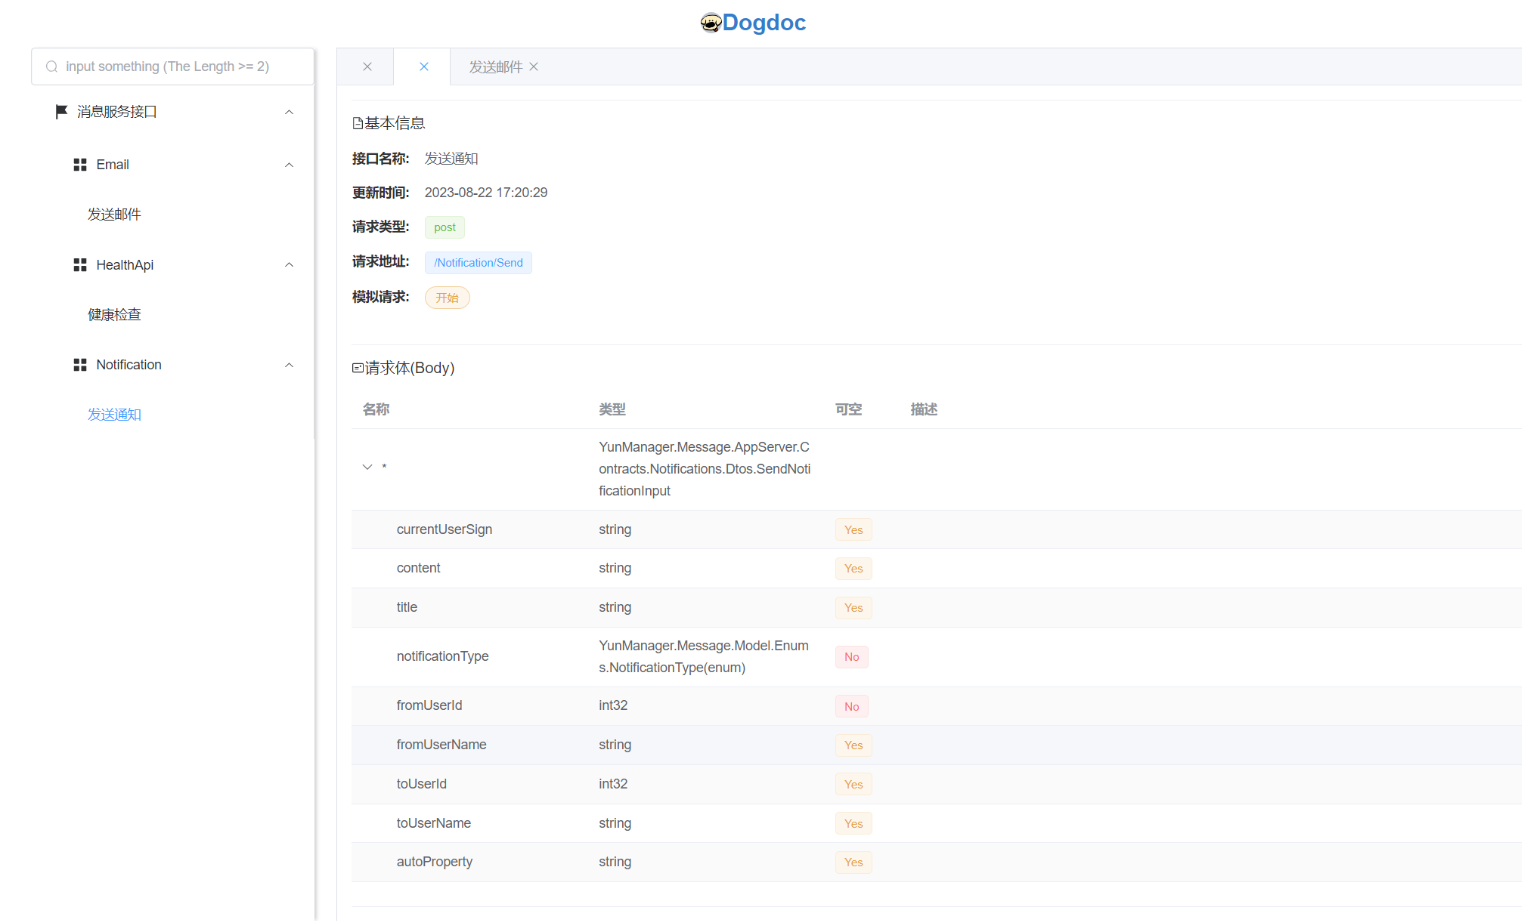 Dogdoc
input something (The Length >= 2)
消息服务接口
Email
发送邮件
HealthApi
健康检查
Notification
发送通知
发送邮件
基本信息
接口名称: 发送通知
更新时间: 2023-08-22 17:20:29
请求类型: post
请求地址: /Notification/Send
模拟请求: 开始
请求体(Body)
名称 类型 可空 描述
* YunManager.Message.AppServer.C
ontracts.Notifications.Dtos.SendNoti
ficationInput
currentUserSign string Yes
content string Yes
title string Yes
notificationType YunManager.Message.Model.Enum
s.NotificationType(enum) No
fromUserId int32 No
fromUserName string Yes
toUserId int32 Yes
toUserName string Yes
autoProperty string Yes